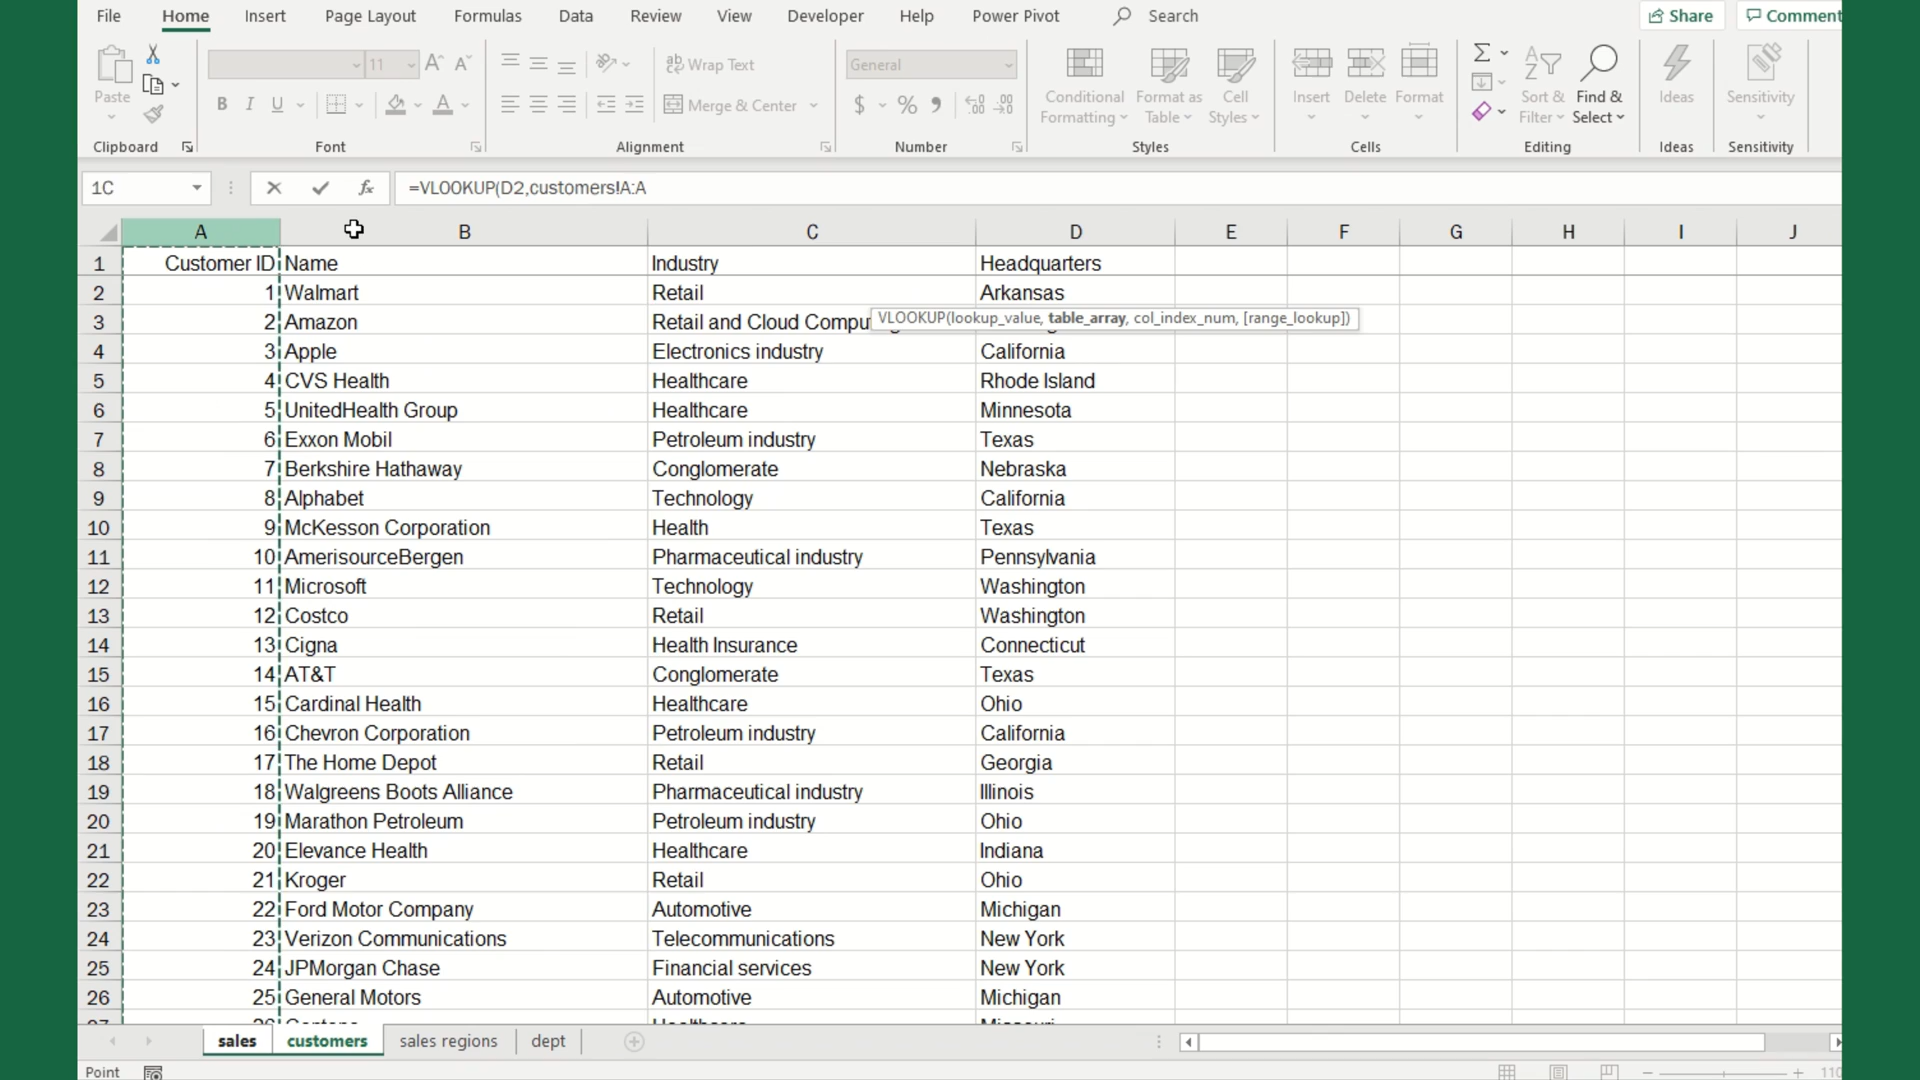 File Home Insert Page Layout Formulas Data Review View Developer Help Power Pivot Search Share Comment
Paste 11 A A B I U A ab Wrap Text Merge & Center General $ % Conditional Formatting Format as Table Cell Styles Insert Delete Format Sort & Filter Find & Select Ideas Sensitivity
Clipboard Font Alignment Number Styles Cells Editing Ideas Sensitivity
1C fx =VLOOKUP(D2,customers!A:A
A B C D E F G H I J
1 Customer ID Name Industry Headquarters
2 1 Walmart Retail Arkansas
3 2 Amazon Retail and Cloud Compu
VLOOKUP(lookup_value, table_array, col_index_num, [range_lookup])
4 3 Apple Electronics industry California
5 4 CVS Health Healthcare Rhode Island
6 5 UnitedHealth Group Healthcare Minnesota
7 6 Exxon Mobil Petroleum industry Texas
8 7 Berkshire Hathaway Conglomerate Nebraska
9 8 Alphabet Technology California
10 9 McKesson Corporation Health Texas
11 10 AmerisourceBergen Pharmaceutical industry Pennsylvania
12 11 Microsoft Technology Washington
13 12 Costco Retail Washington
14 13 Cigna Health Insurance Connecticut
15 14 AT&T Conglomerate Texas
16 15 Cardinal Health Healthcare Ohio
17 16 Chevron Corporation Petroleum industry California
18 17 The Home Depot Retail Georgia
19 18 Walgreens Boots Alliance Pharmaceutical industry Illinois
20 19 Marathon Petroleum Petroleum industry Ohio
21 20 Elevance Health Healthcare Indiana
22 21 Kroger Retail Ohio
23 22 Ford Motor Company Automotive Michigan
24 23 Verizon Communications Telecommunications New York
25 24 JPMorgan Chase Financial services New York
26 25 General Motors Automotive Michigan
sales customers sales regions dept
Point 110